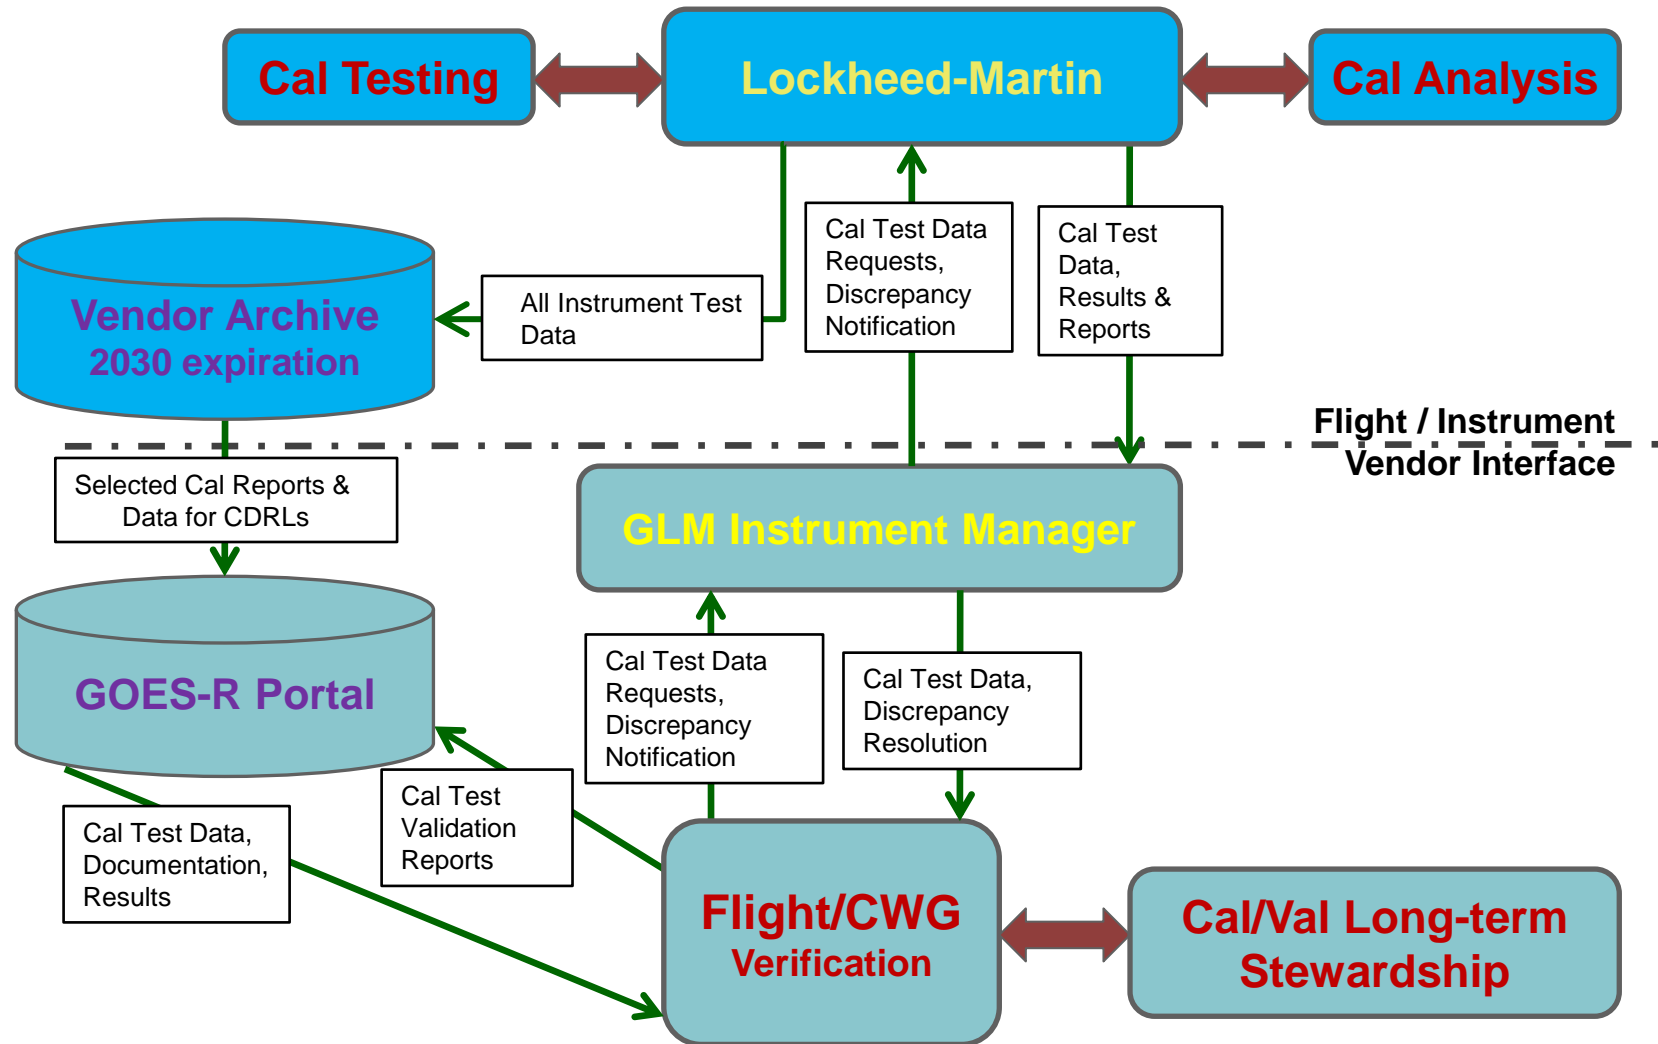 Cal Testing
Lockheed-Martin
Cal Analysis
Cal Test Data
Requests,
Discrepancy
Notification
Cal Test
Data,
Results &
Reports
All Instrument Test
Data
Vendor Archive
2030 expiration
Flight / Instrument
Vendor Interface
Selected Cal Reports &
Data for CDRLs
GLM Instrument Manager
GOES-R Portal
Cal Test Data
Requests,
Discrepancy
Notification
Cal Test Data,
Discrepancy
Resolution
Cal Test
Validation
Reports
Cal Test Data,
Documentation,
Results
Flight/CWG
Verification
Cal/Val Long-term
Stewardship